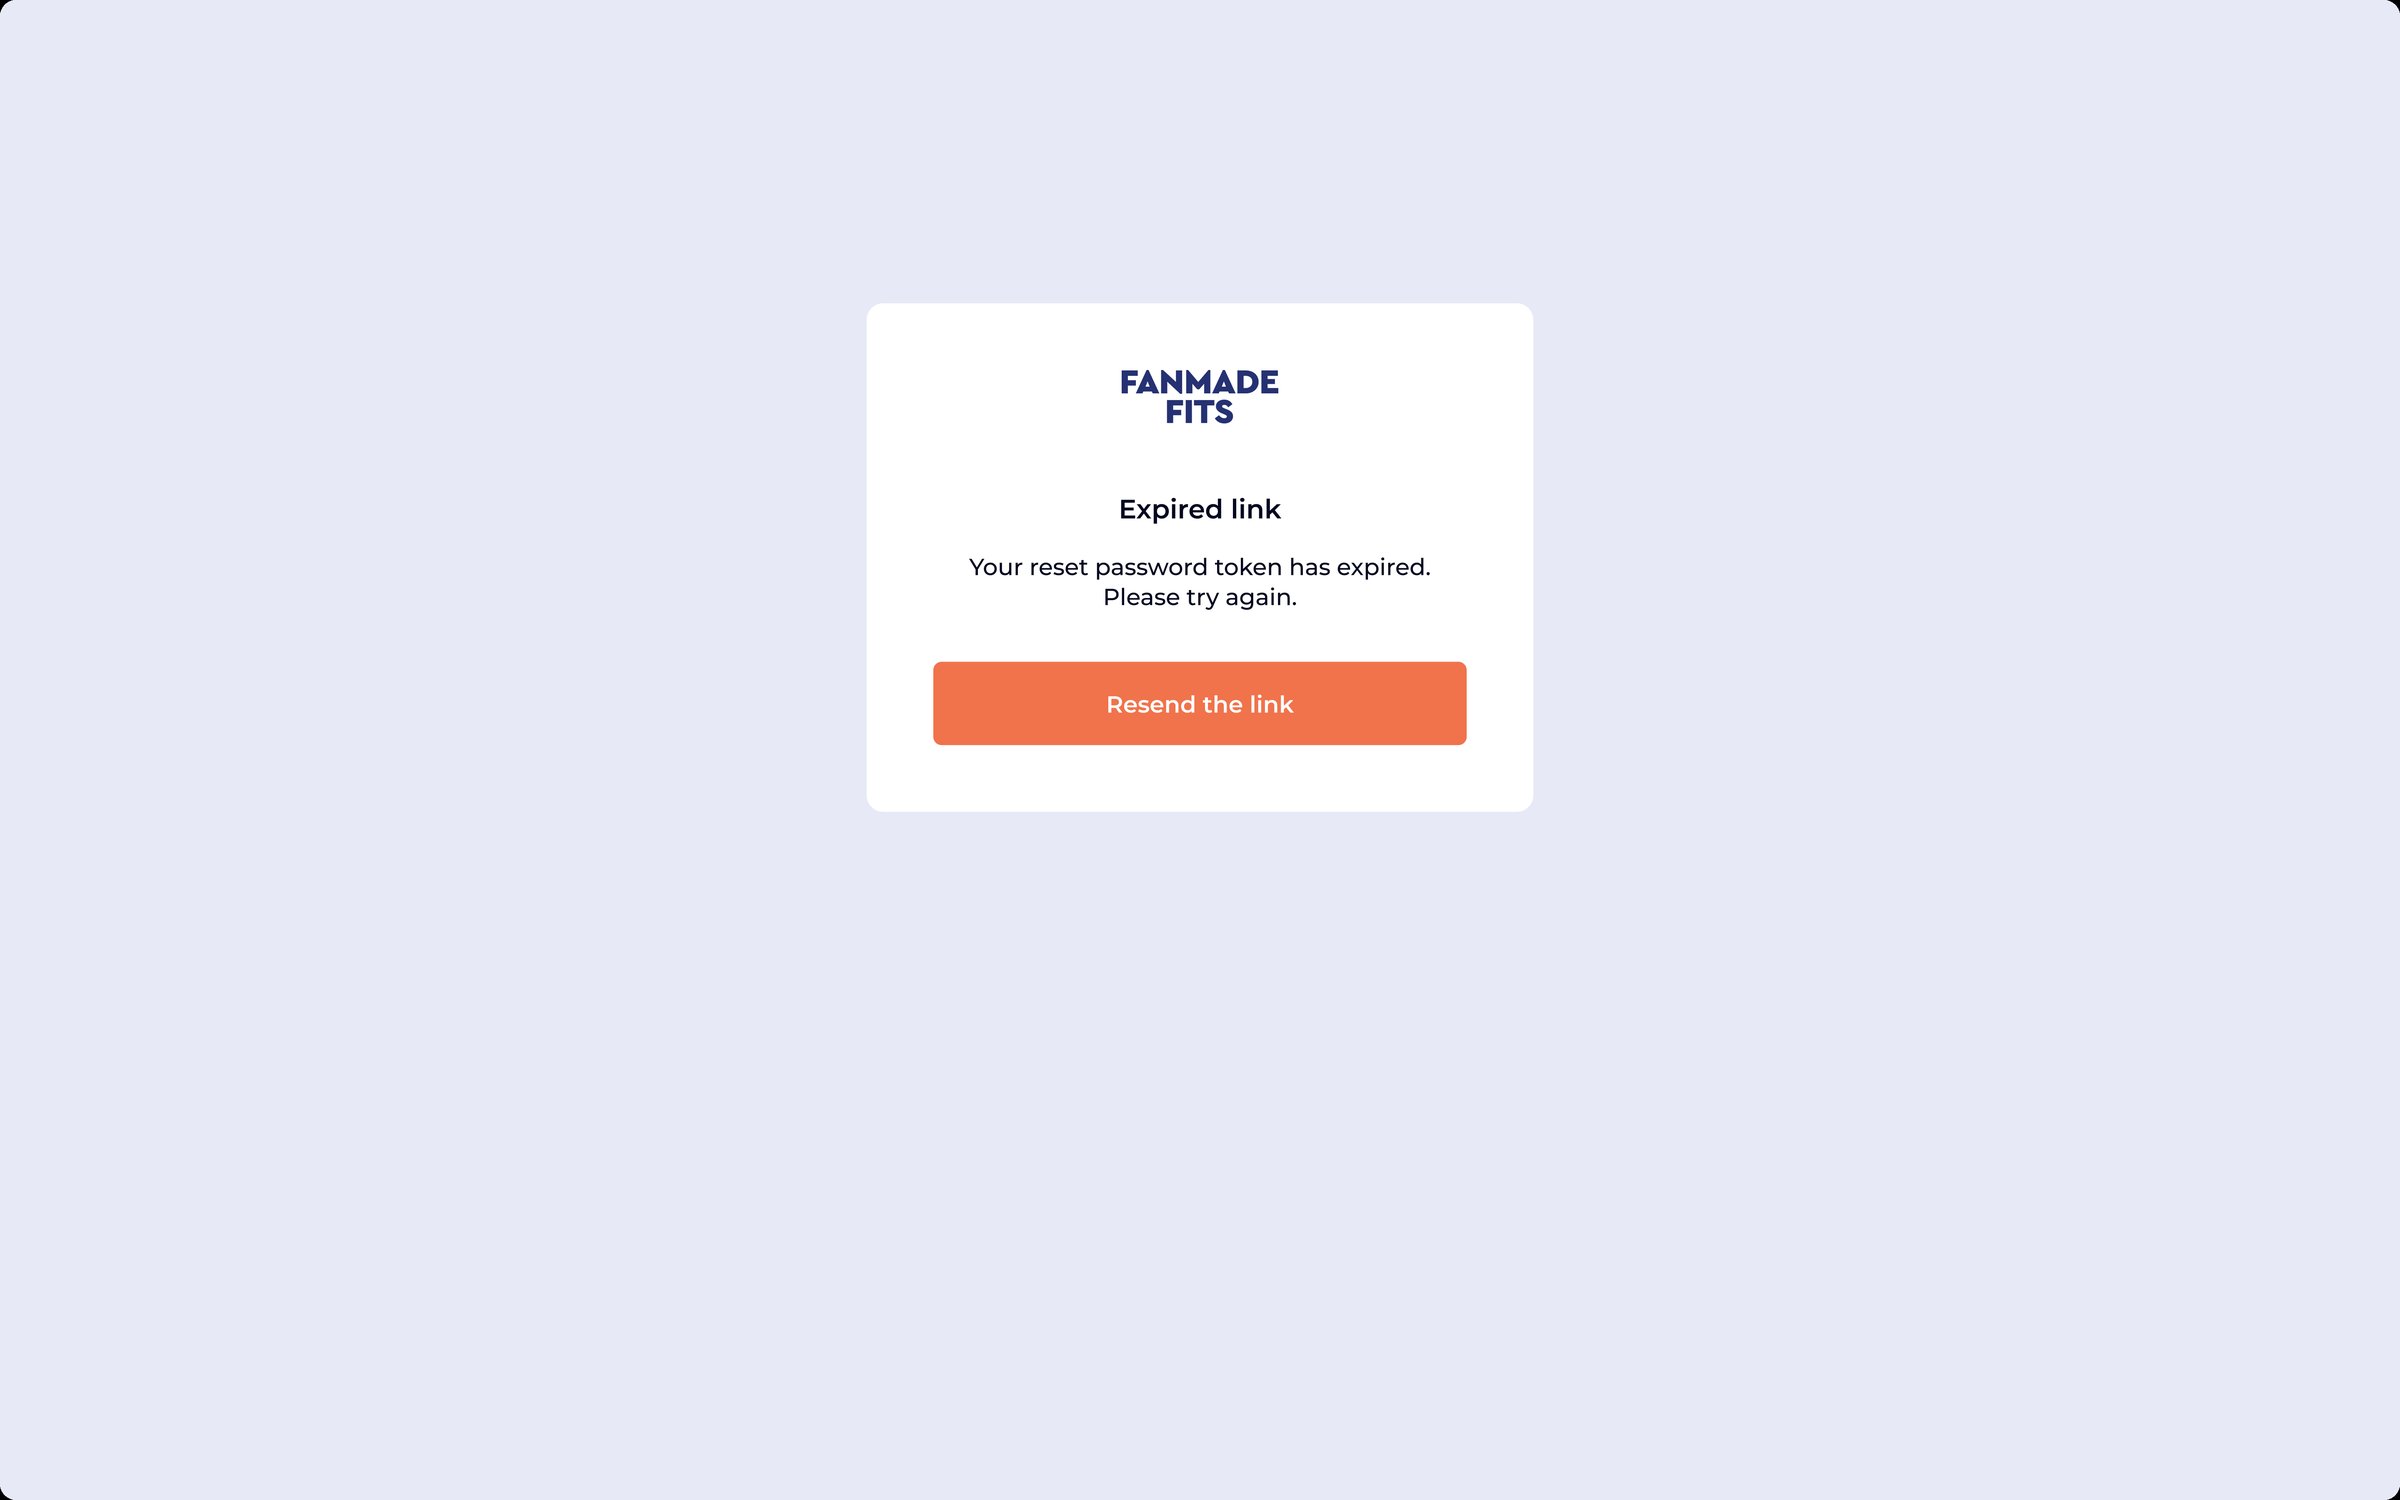 FANMADE
FITS
Expired link
Your reset password token has expired.
Please try again.
Resend the link